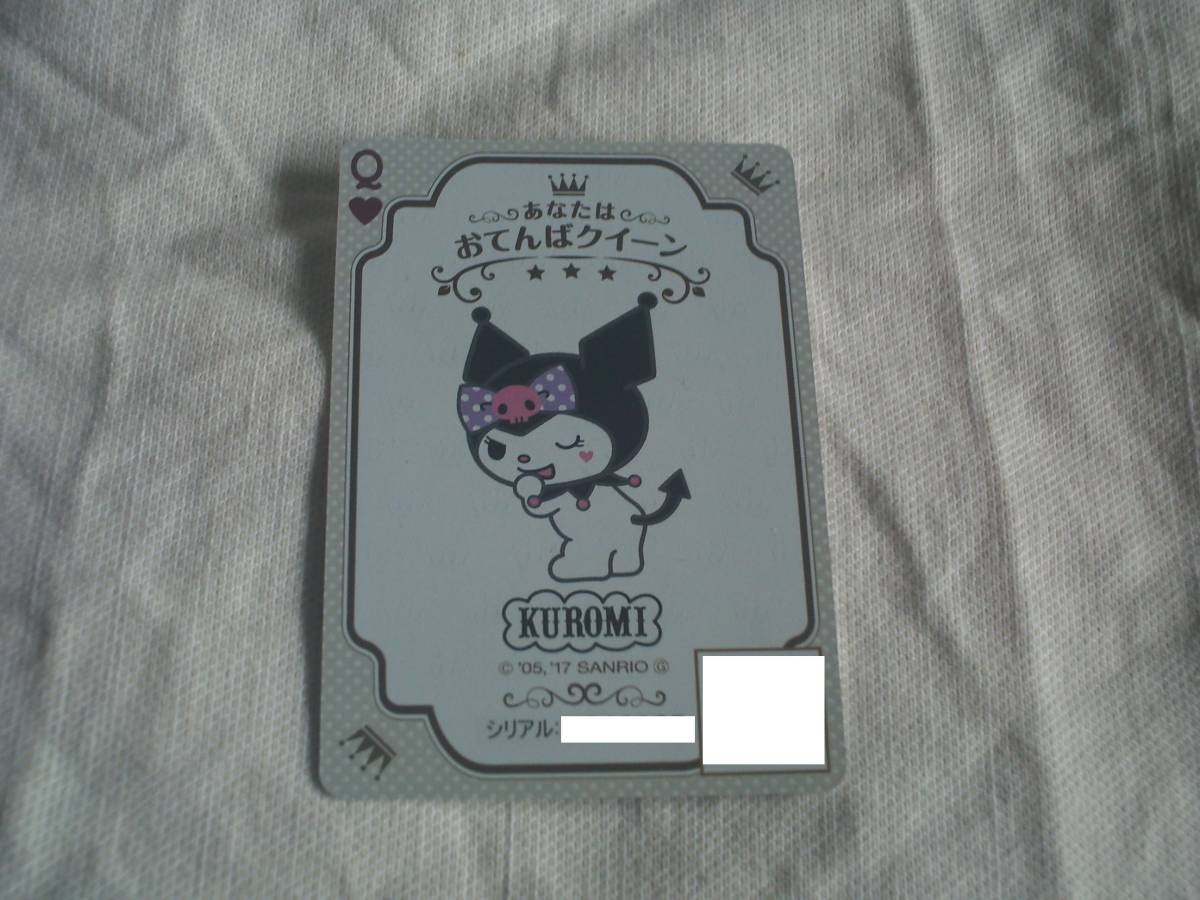 Q
あなたは
おてんばクイーン
KUROMI
© '05, '17 SANRIO Ⓖ
シリアル: